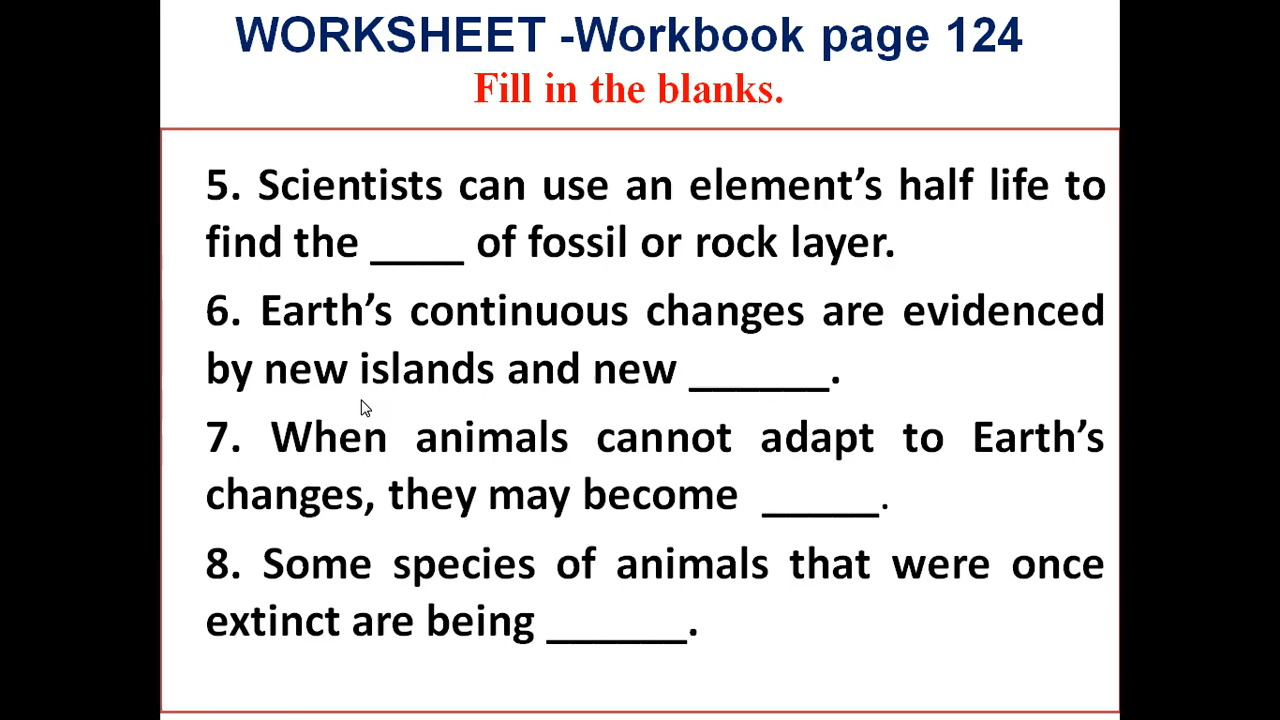 WORKSHEET -Workbook page 124
Fill in the blanks.
5. Scientists can use an element’s half life to
find the ____ of fossil or rock layer.
6. Earth’s continuous changes are evidenced
by new islands and new ______.
7. When animals cannot adapt to Earth’s
changes, they may become _____.
8. Some species of animals that were once
extinct are being ______.